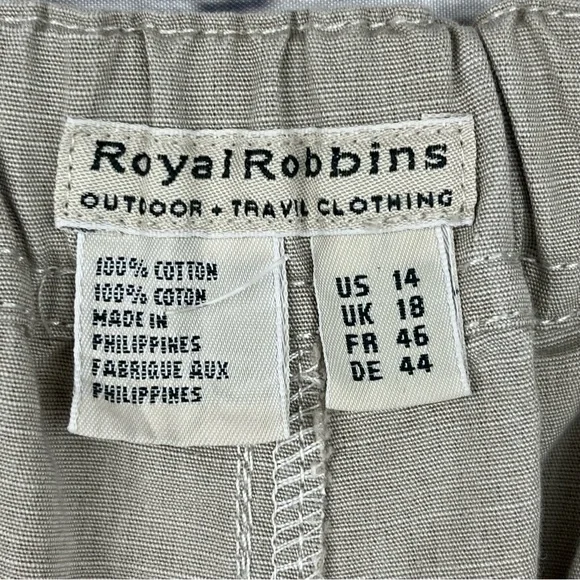 RoyalRobbins
OUTDOOR + TRAVEL CLOTHING
100% COTTON
100% COTON
MADE IN
PHILIPPINES
FABRIQUE AUX
PHILIPPINES
US 14
UK 18
FR 46
DE 44